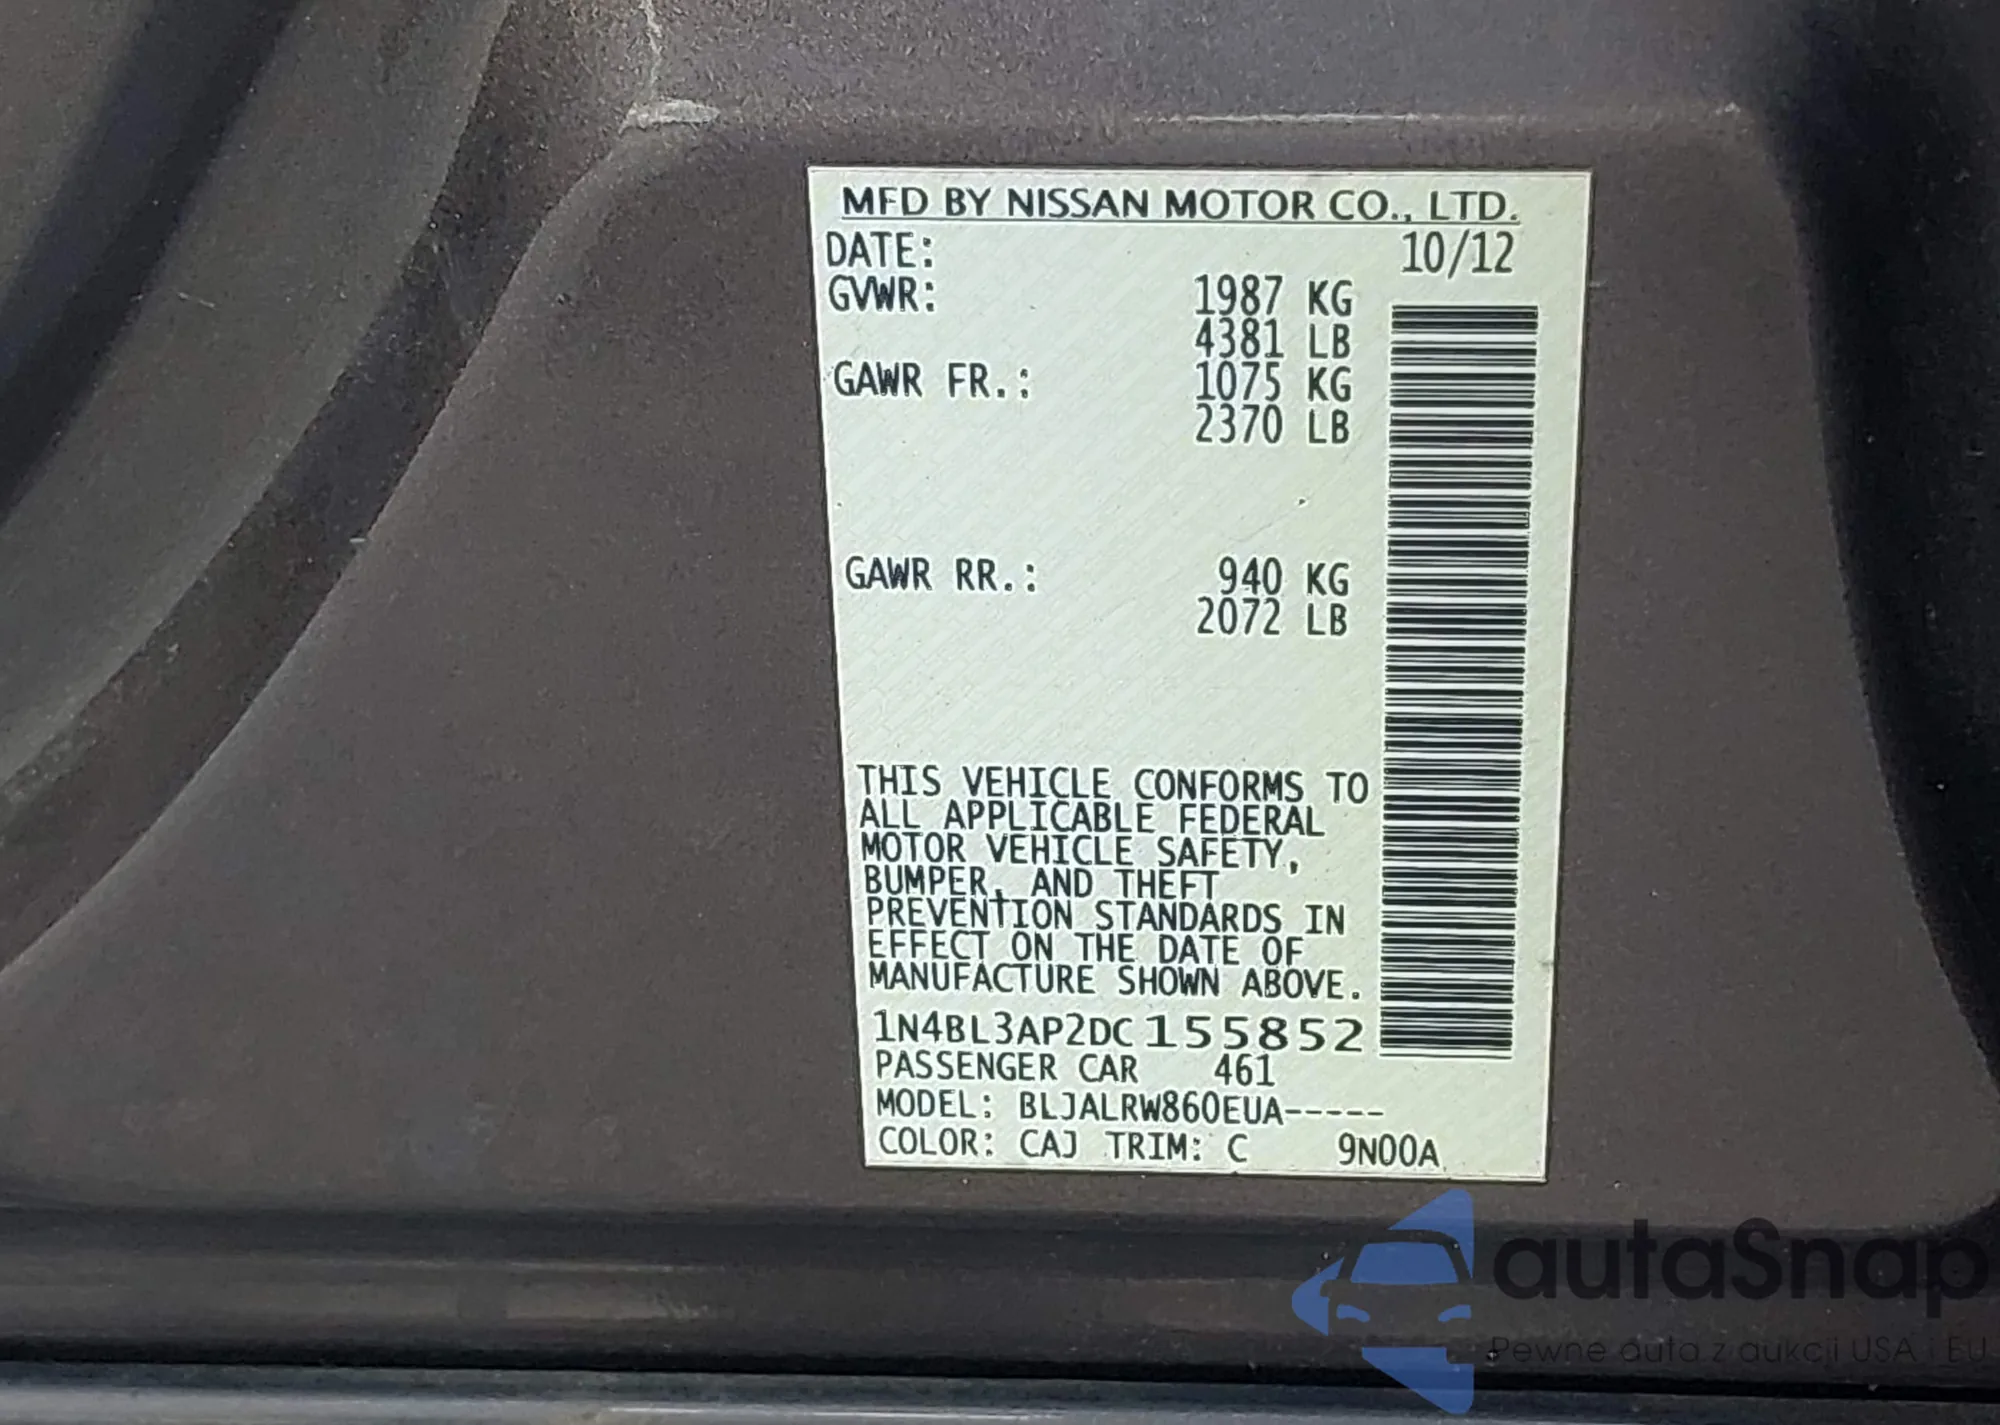 MFD BY NISSAN MOTOR CO., LTD.
DATE: 10/12
GVWR: 1987 KG
4381 LB
GAWR FR.: 1075 KG
2370 LB
GAWR RR.: 940 KG
2072 LB
THIS VEHICLE CONFORMS TO
ALL APPLICABLE FEDERAL
MOTOR VEHICLE SAFETY,
BUMPER, AND THEFT
PREVENTION STANDARDS IN
EFFECT ON THE DATE OF
MANUFACTURE SHOWN ABOVE.
1N4BL3AP2DC155852
PASSENGER CAR 461
MODEL: BLJALRW860EUA-----
COLOR: CAJ TRIM: C 9N00A
autaSnap
Pewne auta z aukcji USA i EU